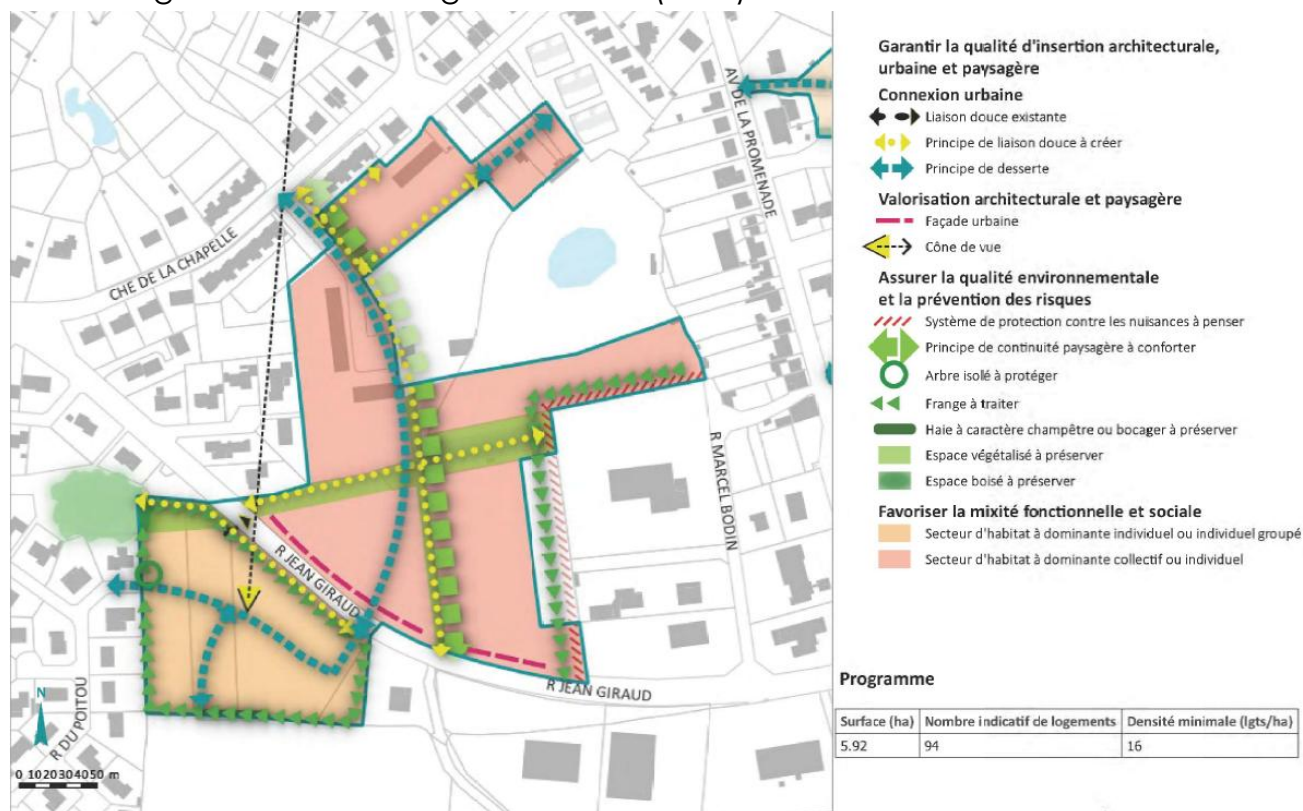 CHE DE LA CHAPELLE
AV DE LA PROMENADE
R MARCEL BODIN
R JEAN GIRAUD
R JEAN GIRAUD
R DU POITOU
N
0 1020304050 m
Garantir la qualité d'insertion architecturale,
urbaine et paysagère
Connexion urbaine
Liaison douce existante
Principe de liaison douce à créer
Principe de desserte
Valorisation architecturale et paysagère
Façade urbaine
Cône de vue
Assurer la qualité environnementale
et la prévention des risques
Système de protection contre les nuisances à penser
Principe de continuité paysagère à conforter
Arbre isolé à protéger
Frange à traiter
Haie à caractère champêtre ou bocager à préserver
Espace végétalisé à préserver
Espace boisé à préserver
Favoriser la mixité fonctionnelle et sociale
Secteur d'habitat à dominante individuel ou individuel groupé
Secteur d'habitat à dominante collectif ou individuel
Programme
Surface (ha) Nombre indicatif de logements Densité minimale (lgts/ha)
5.92 94 16